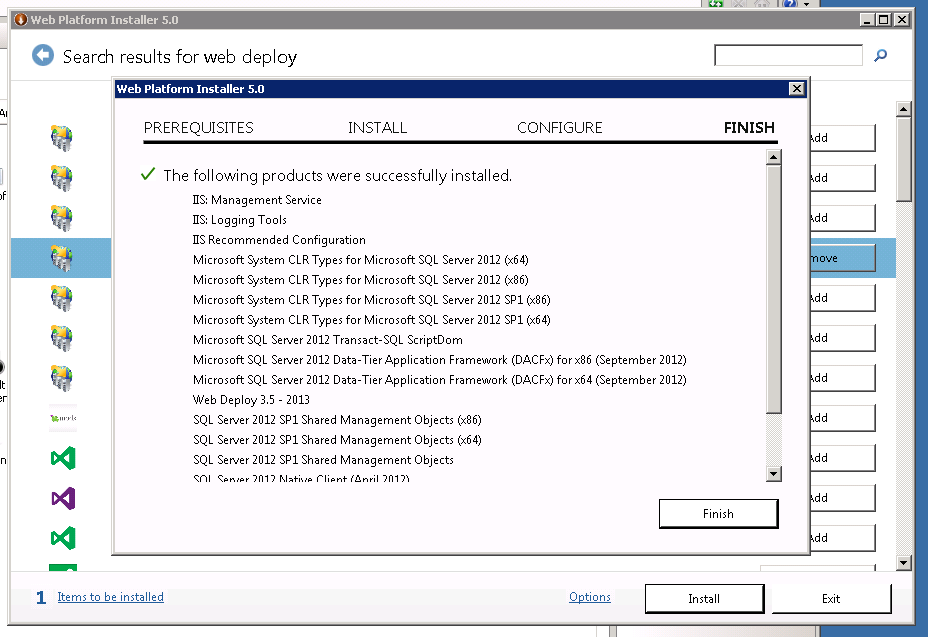 Web Platform Installer 5.0
Search results for web deploy
Web Platform Installer 5.0
PREREQUISITES INSTALL CONFIGURE FINISH
The following products were successfully installed.
IIS: Management Service
IIS: Logging Tools
IIS Recommended Configuration
Microsoft System CLR Types for Microsoft SQL Server 2012 (x64)
Microsoft System CLR Types for Microsoft SQL Server 2012 (x86)
Microsoft System CLR Types for Microsoft SQL Server 2012 SP1 (x86)
Microsoft System CLR Types for Microsoft SQL Server 2012 SP1 (x64)
Microsoft SQL Server 2012 Transact-SQL ScriptDom
Microsoft SQL Server 2012 Data-Tier Application Framework (DACFx) for x86 (September 2012)
Microsoft SQL Server 2012 Data-Tier Application Framework (DACFx) for x64 (September 2012)
Web Deploy 3.5 - 2013
SQL Server 2012 SP1 Shared Management Objects (x86)
SQL Server 2012 SP1 Shared Management Objects (x64)
SQL Server 2012 SP1 Shared Management Objects
SQL Server 2012 Native Client (April 2012)
Finish
Add
Add
Add
move
Add
Add
Add
Add
Add
Add
Add
1 Items to be installed
Options
Install
Exit